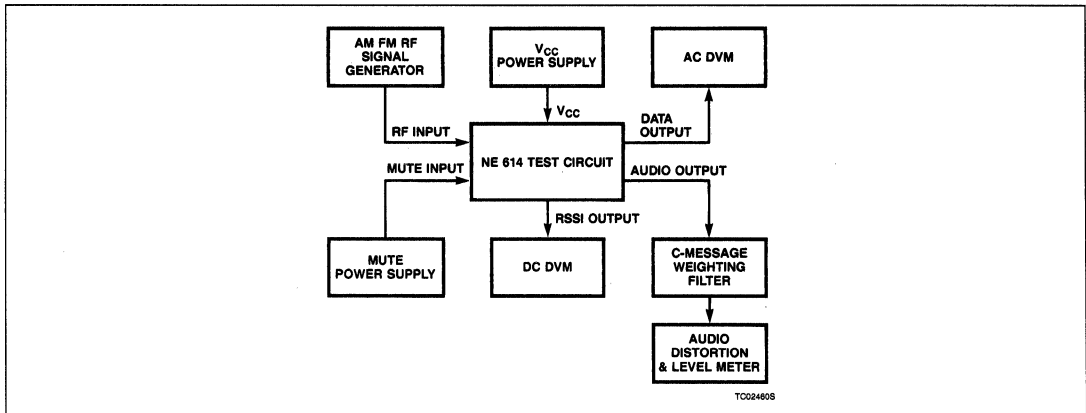 AM FM RF
SIGNAL
GENERATOR
VCC
POWER SUPPLY
AC DVM
VCC
RF INPUT
DATA
OUTPUT
NE 614 TEST CIRCUIT
MUTE INPUT
AUDIO OUTPUT
RSSI OUTPUT
MUTE
POWER SUPPLY
DC DVM
C-MESSAGE
WEIGHTING
FILTER
AUDIO
DISTORTION
& LEVEL METER
TC02460S